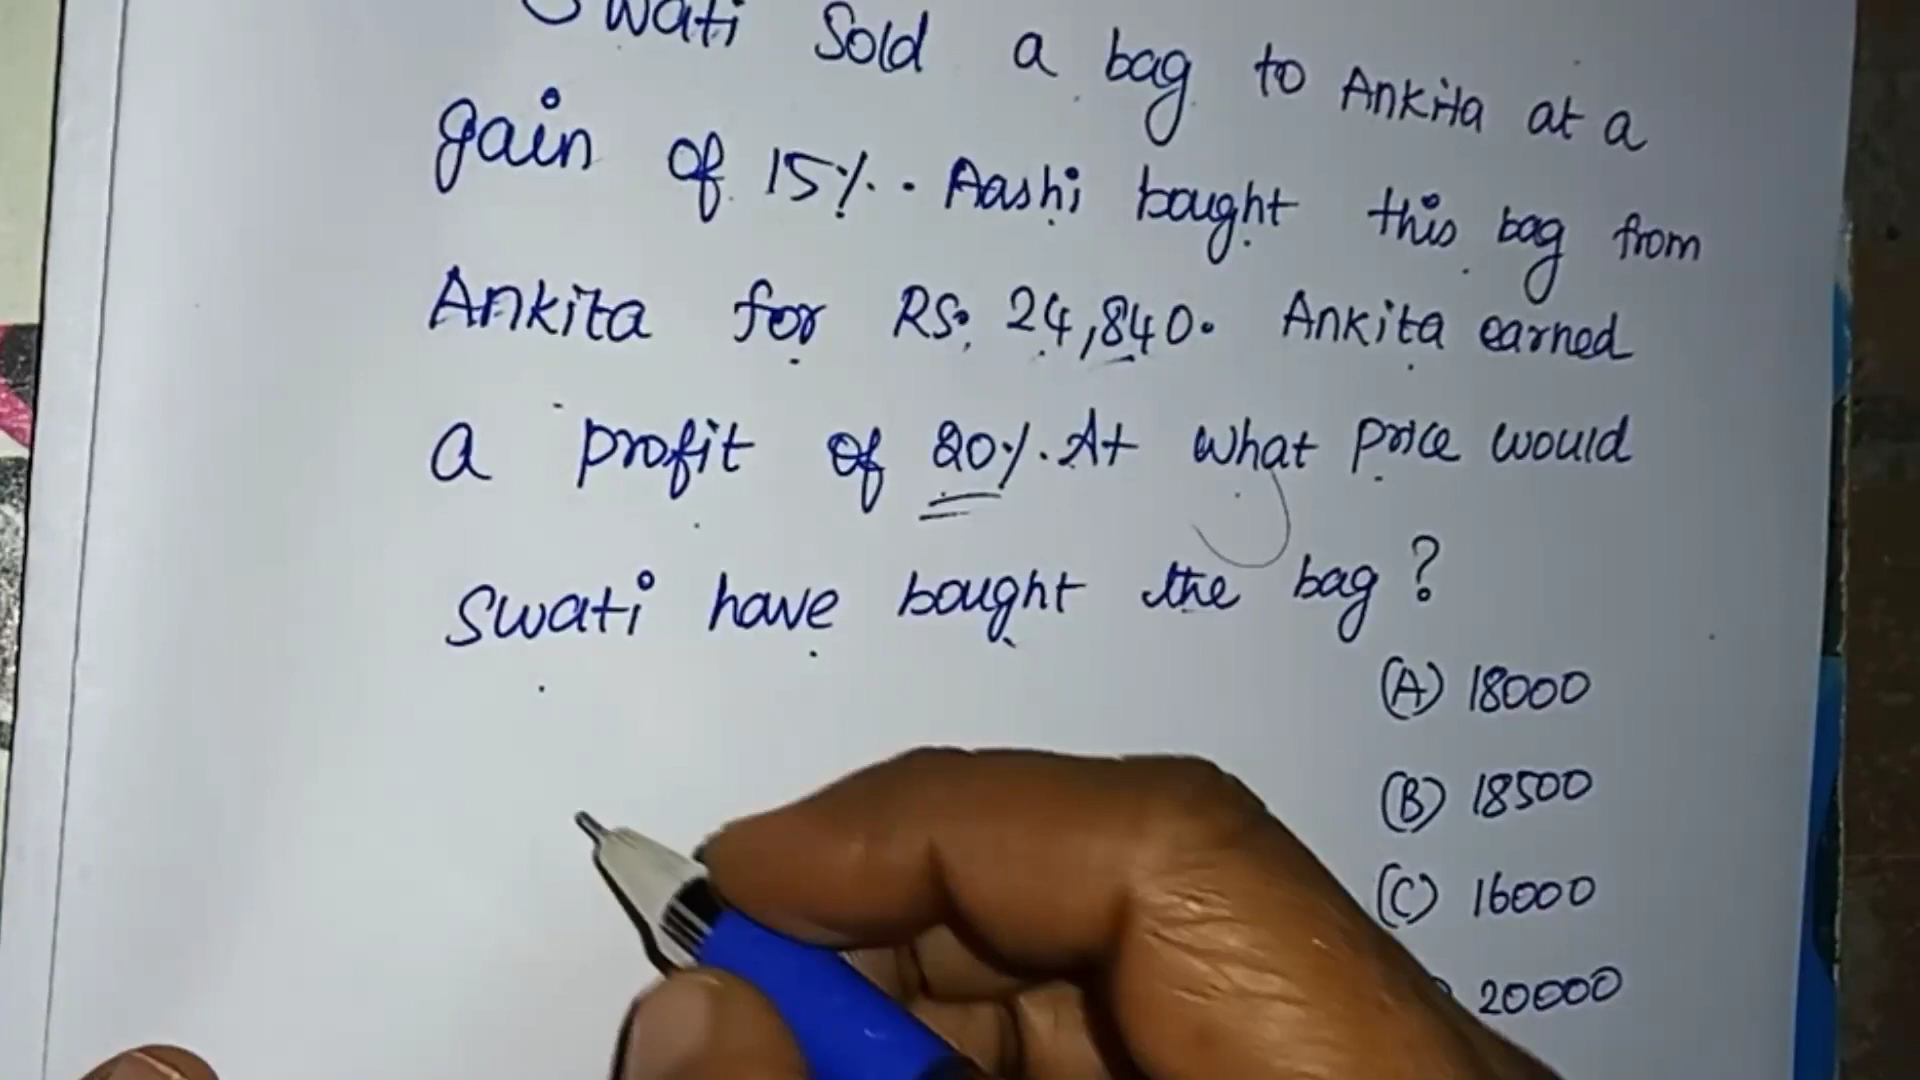 Swati Sold a bag to Ankita at a
gain of 15%. Aashi bought this bag from
Ankita for RS. 24,840. Ankita earned
a profit of 20%. At what price would
Swati have bought the bag?
(A) 18000
(B) 18500
(C) 16000
20000